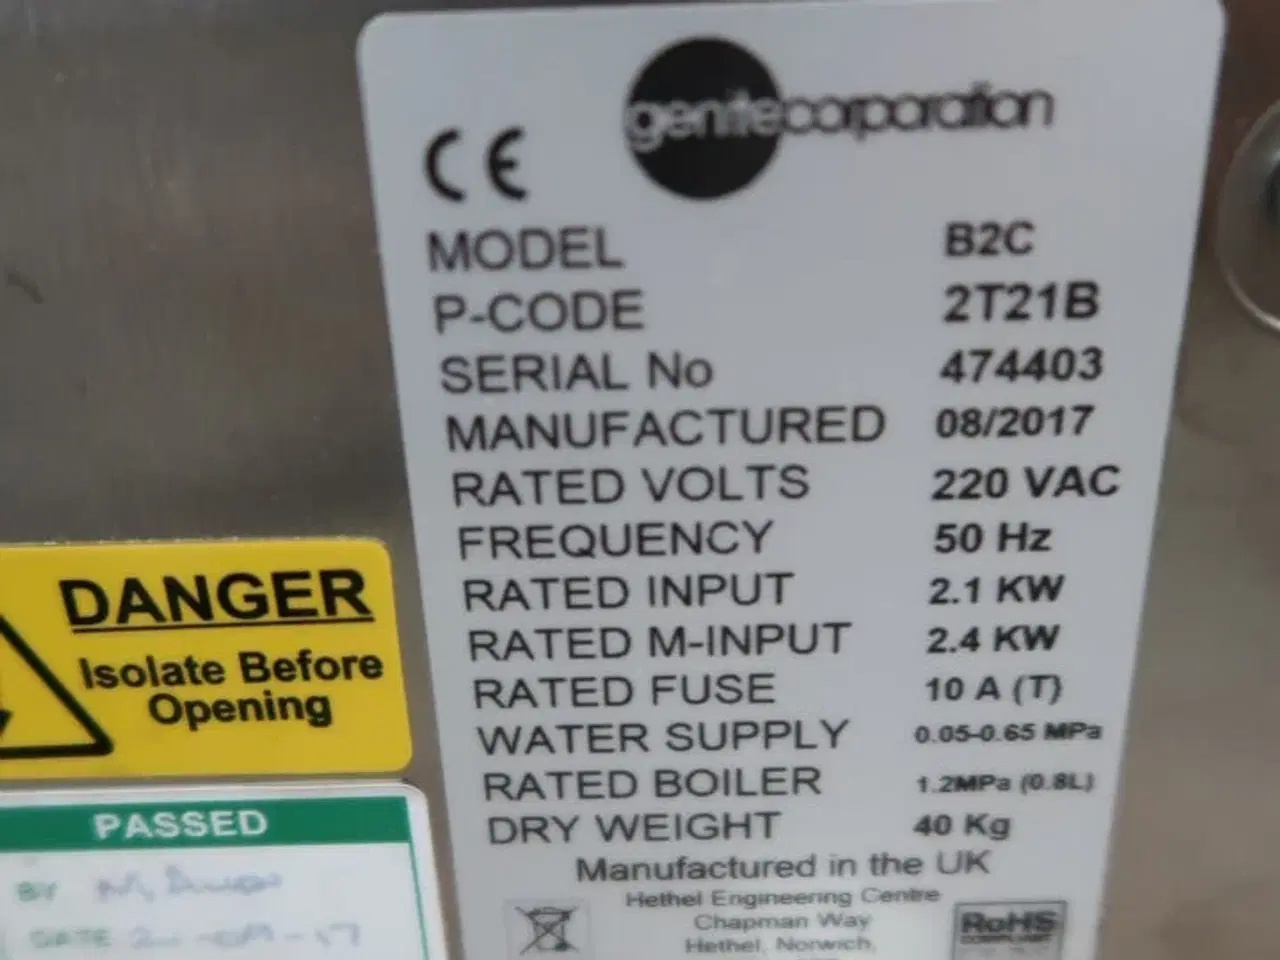 genitecorporation
CE
MODEL B2C
P-CODE 2T21B
SERIAL No 474403
MANUFACTURED 08/2017
RATED VOLTS 220 VAC
FREQUENCY 50 Hz
RATED INPUT 2.1 KW
RATED M-INPUT 2.4 KW
RATED FUSE 10 A (T)
WATER SUPPLY 0.05-0.65 MPa
RATED BOILER 1.2MPa (0.8L)
DRY WEIGHT 40 Kg
Manufactured in the UK
Hethel Engineering Centre
Chapman Way
Hethel, Norwich,
RoHS
COMPLIANT
DANGER
Isolate Before
Opening
PASSED
BY
DATE